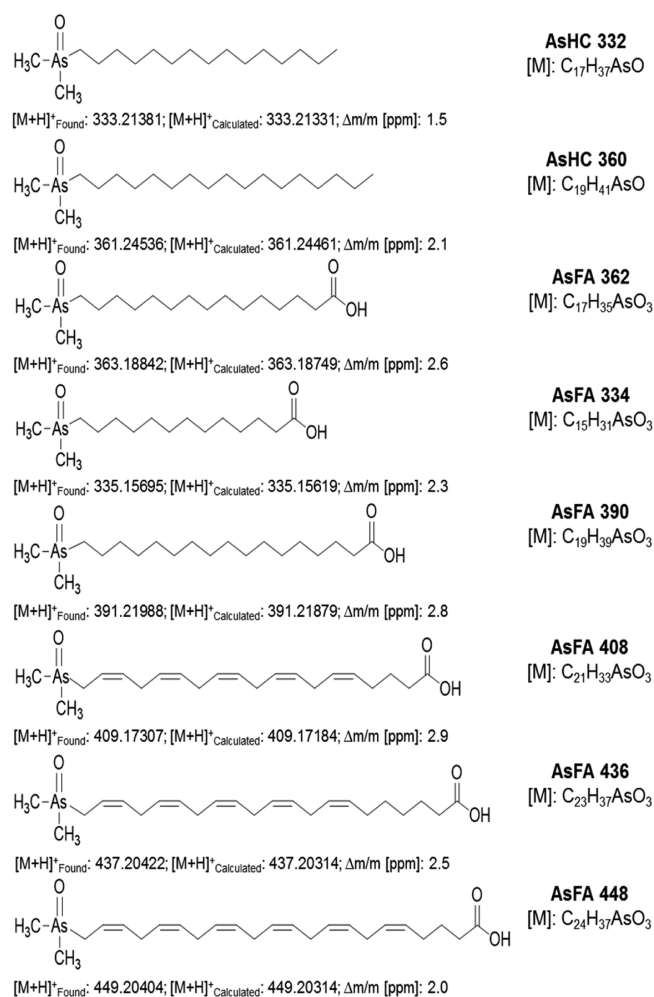 O
H₃C-As
CH₃
AsHC 332
[M]: C₁₇H₃₇AsO
[M+H]⁺Found: 333.21381; [M+H]⁺Calculated: 333.21331; Δm/m [ppm]: 1.5
O
H₃C-As
CH₃
AsHC 360
[M]: C₁₉H₄₁AsO
[M+H]⁺Found: 361.24536; [M+H]⁺Calculated: 361.24461; Δm/m [ppm]: 2.1
O
H₃C-As
CH₃
O
OH
AsFA 362
[M]: C₁₇H₃₅AsO₃
[M+H]⁺Found: 363.18842; [M+H]⁺Calculated: 363.18749; Δm/m [ppm]: 2.6
O
H₃C-As
CH₃
O
OH
AsFA 334
[M]: C₁₅H₃₁AsO₃
[M+H]⁺Found: 335.15695; [M+H]⁺Calculated: 335.15619; Δm/m [ppm]: 2.3
O
H₃C-As
CH₃
O
OH
AsFA 390
[M]: C₁₉H₃₉AsO₃
[M+H]⁺Found: 391.21988; [M+H]⁺Calculated: 391.21879; Δm/m [ppm]: 2.8
O
H₃C-As
CH₃
O
OH
AsFA 408
[M]: C₂₁H₃₃AsO₃
[M+H]⁺Found: 409.17307; [M+H]⁺Calculated: 409.17184; Δm/m [ppm]: 2.9
O
H₃C-As
CH₃
O
OH
AsFA 436
[M]: C₂₃H₃₇AsO₃
[M+H]⁺Found: 437.20422; [M+H]⁺Calculated: 437.20314; Δm/m [ppm]: 2.5
O
H₃C-As
CH₃
O
OH
AsFA 448
[M]: C₂₄H₃₇AsO₃
[M+H]⁺Found: 449.20404; [M+H]⁺Calculated: 449.20314; Δm/m [ppm]: 2.0